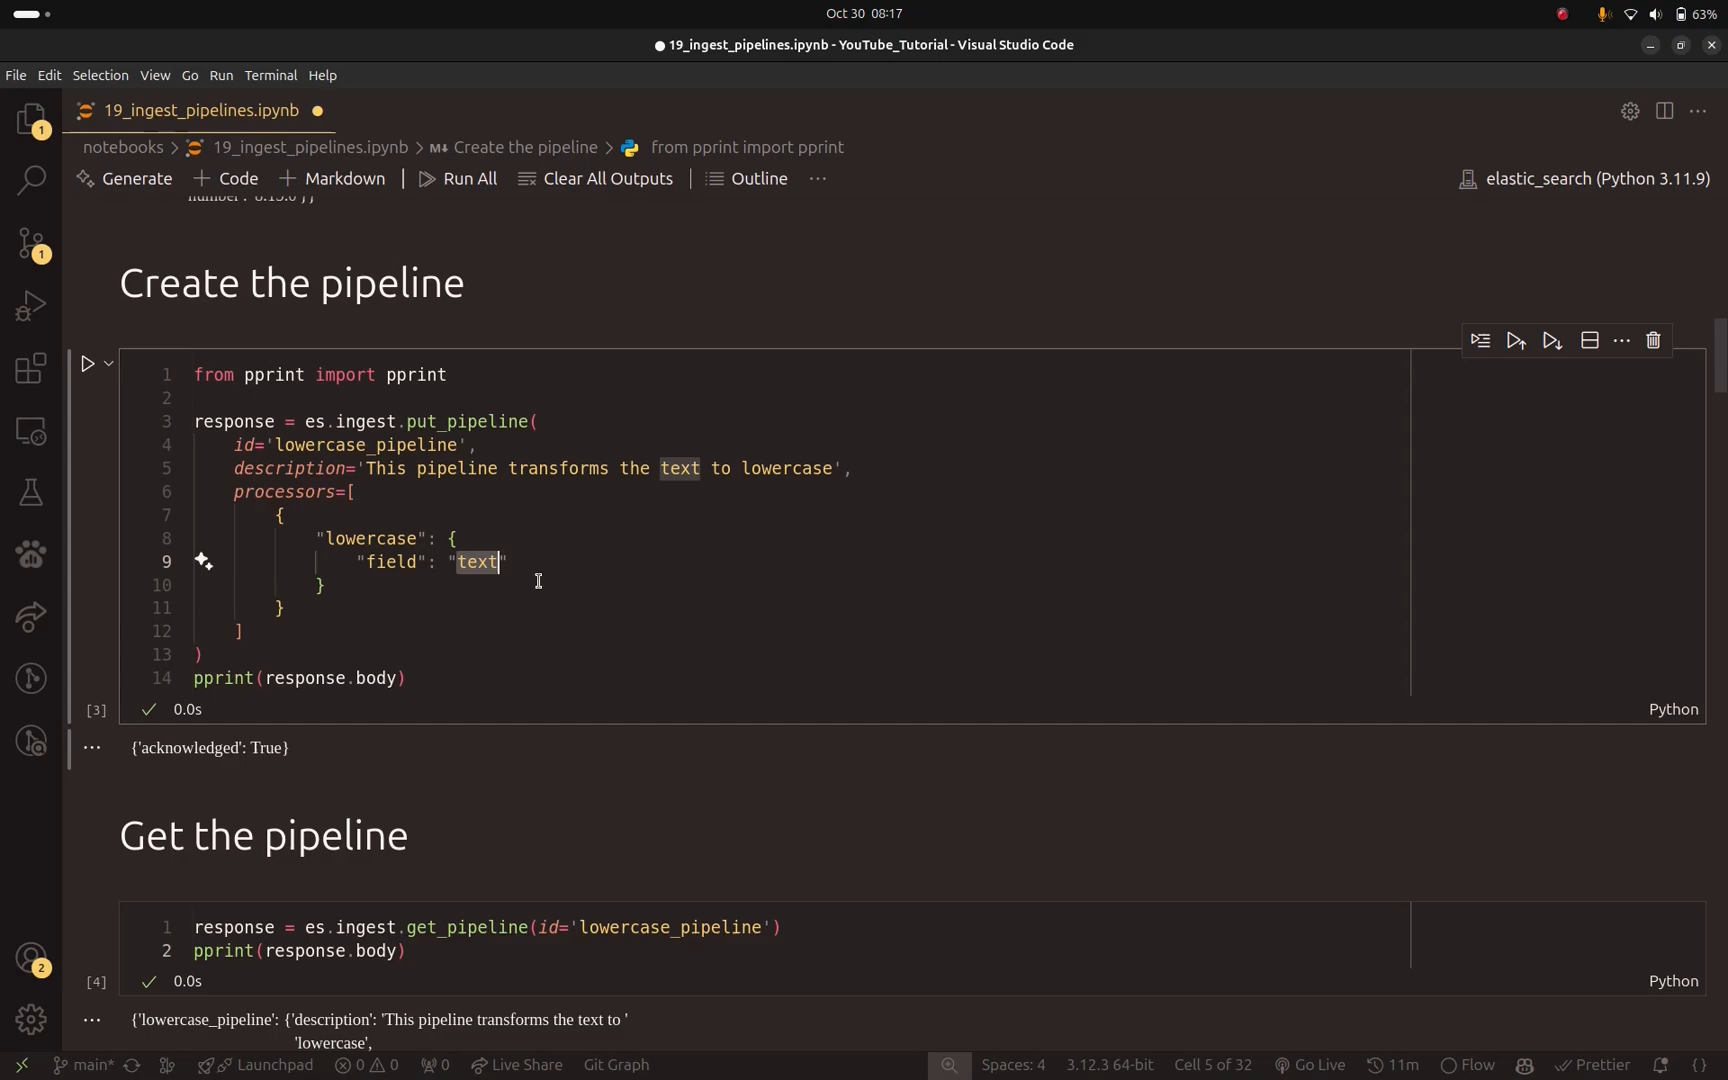 Oct 30 08:17
63%
19_ingest_pipelines.ipynb - YouTube_Tutorial - Visual Studio Code
File Edit Selection View Go Run Terminal Help
19_ingest_pipelines.ipynb
1
notebooks > 19_ingest_pipelines.ipynb > M↓ Create the pipeline > from pprint import pprint
Generate + Code + Markdown | Run All Clear All Outputs | Outline ...
elastic_search (Python 3.11.9)
number': '8.15.0'}}
1
Create the pipeline
1 from pprint import pprint
2
3 response = es.ingest.put_pipeline(
4 id='lowercase_pipeline',
5 description='This pipeline transforms the text to lowercase',
6 processors=[
7 {
8 "lowercase": {
9 "field": "text"
10 }
11 }
12 ]
13 )
14 pprint(response.body)
[3] 0.0s Python
... {'acknowledged': True}
Get the pipeline
1 response = es.ingest.get_pipeline(id='lowercase_pipeline')
2 pprint(response.body)
2
[4] 0.0s Python
... {'lowercase_pipeline': {'description': 'This pipeline transforms the text to '
'lowercase',
main* Launchpad 0 0 0 Live Share Git Graph Spaces: 4 3.12.3 64-bit Cell 5 of 32 Go Live 11m Flow Prettier {}